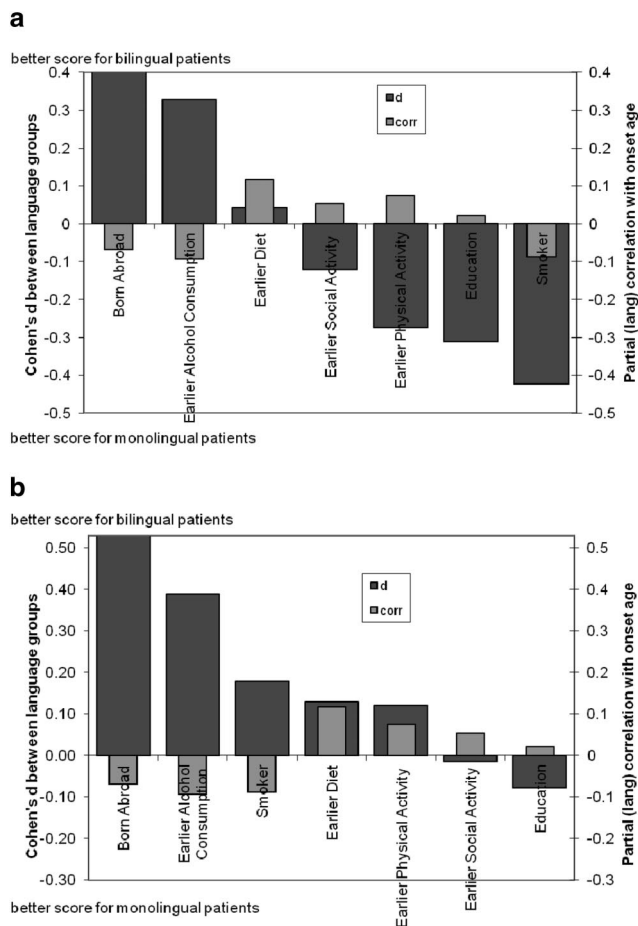 a
better score for bilingual patients
0.4
0.3
0.2
0.1
0
-0.1
-0.2
-0.3
-0.4
-0.5
Cohen's d between language groups
d
corr
Born Abroad
Earlier Alcohol Consumption
Earlier Diet
Earlier Social Activity
Earlier Physical Activity
Education
Smoker
0.4
0.3
0.2
0.1
0
-0.1
-0.2
-0.3
-0.4
-0.5
Partial (lang) correlation with onset age
better score for monolingual patients
b
better score for bilingual patients
0.50
0.40
0.30
0.20
0.10
0.00
-0.10
-0.20
-0.30
Cohen's d between language groups
d
corr
Born Abroad
Earlier Alcohol
Consumption
Smoker
Earlier Diet
Earlier Physical Activity
Earlier Social Activity
Education
0.5
0.4
0.3
0.2
0.1
0
-0.1
-0.2
-0.3
Partial (lang) correlation with onset age
better score for monolingual patients